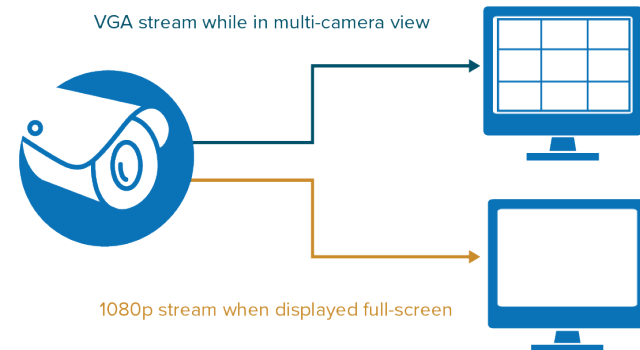 VGA stream while in multi-camera view
1080p stream when displayed full-screen